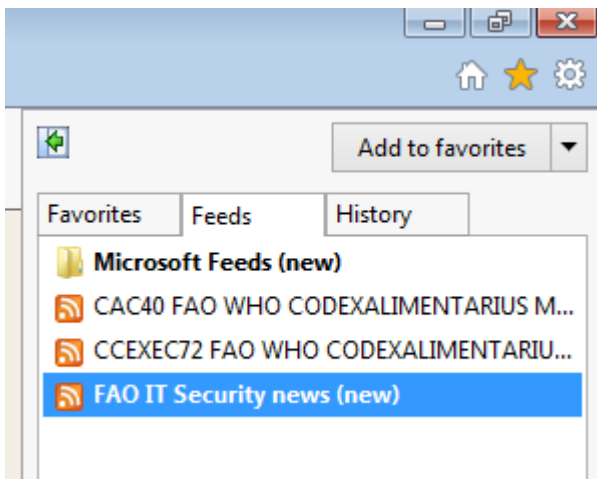 Add to favorites
Favorites Feeds History
Microsoft Feeds (new)
CAC40 FAO WHO CODEXALIMENTARIUS M...
CCEXEC72 FAO WHO CODEXALIMENTARIU...
FAO IT Security news (new)